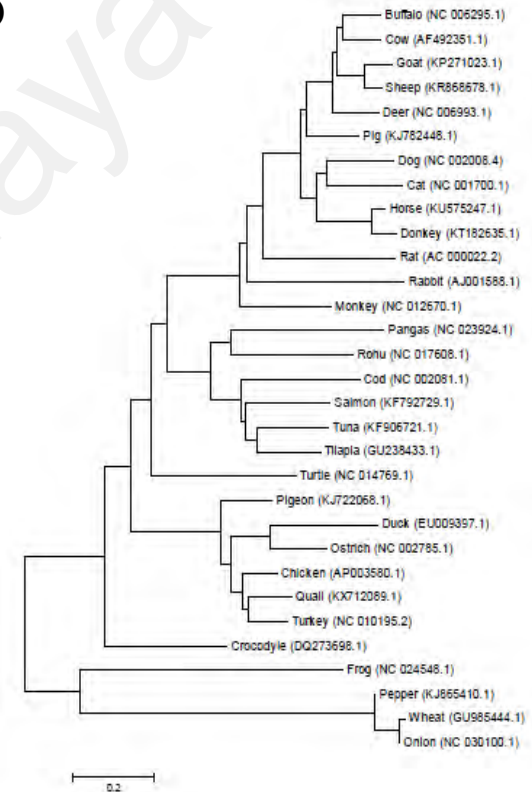 Buffalo (NC 006295.1)
Cow (AF492351.1)
Goat (KP271023.1)
Sheep (KR868678.1)
Deer (NC 006993.1)
Pig (KJ782448.1)
Dog (NC 002008.4)
Cat (NC 001700.1)
Horse (KU575247.1)
Donkey (KT182635.1)
Rat (AC 000022.2)
Rabbit (AJ001588.1)
Monkey (NC 012670.1)
Pangas (NC 023924.1)
Rohu (NC 017608.1)
Cod (NC 002081.1)
Salmon (KF792729.1)
Tuna (KF906721.1)
Tilapia (GU238433.1)
Turtle (NC 014769.1)
Pigeon (KJ722068.1)
Duck (EU009397.1)
Ostrich (NC 002785.1)
Chicken (AP003580.1)
Quail (KX712089.1)
Turkey (NC 010195.2)
Crocodyle (DQ273698.1)
Frog (NC 024548.1)
Pepper (KJ865410.1)
Wheat (GU985444.1)
Onion (NC 030100.1)
0.2